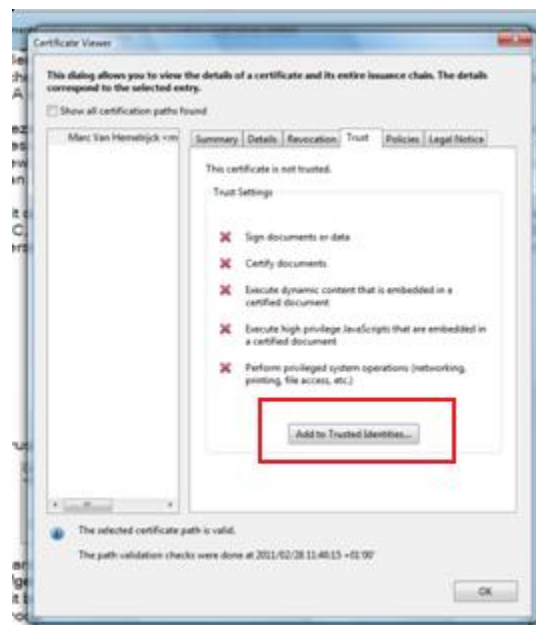 Certificate Viewer
This dialog allows you to view the details of a certificate and its entire issuance chain. The details
correspond to the selected entry.
Show all certification paths found
Marc Van Hemelrijck <m
Summary Details Revocation Trust Policies Legal Notice
This certificate is not trusted.
Trust Settings
Sign documents or data
Certify documents
Execute dynamic content that is embedded in a
certified document
Execute high privilege JavaScripts that are embedded in
a certified document
Perform privileged system operations (networking,
printing, file access, etc.)
Add to Trusted Identities...
The selected certificate path is valid.
The path validation checks were done at 2011/02/28 11:40:15 +01'00'
OK